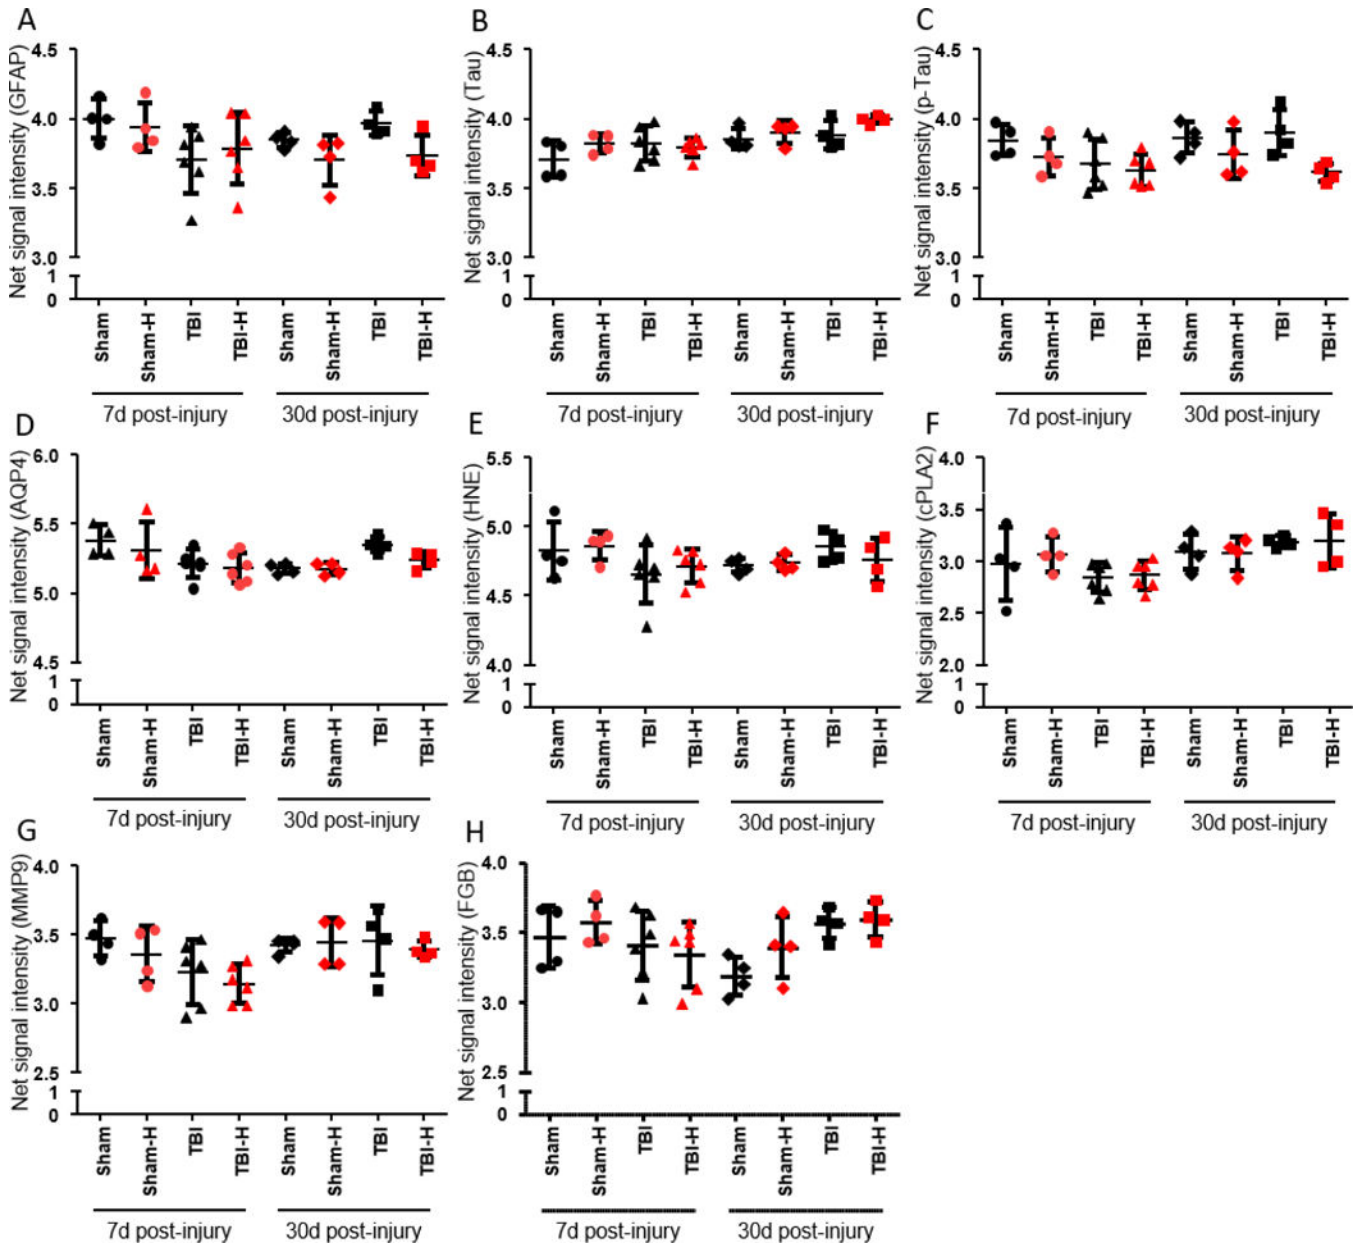 A
Net signal intensity (GFAP)
4.5
4.0
3.5
3.0
1
0
Sham
Sham-H
TBI
TBI-H
Sham
Sham-H
TBI
TBI-H
7d post-injury
30d post-injury
B
Net signal intensity (Tau)
4.5
4.0
3.5
3.0
1
0
Sham
Sham-H
TBI
TBI-H
Sham
Sham-H
TBI
TBI-H
7d post-injury
30d post-injury
C
Net signal intensity (p-Tau)
4.5
4.0
3.5
3.0
1
0
Sham
Sham-H
TBI
TBI-H
Sham
Sham-H
TBI
TBI-H
7d post-injury
30d post-injury
D
Net signal intensity (AQP4)
6.0
5.5
5.0
4.5
1
0
Sham
Sham-H
TBI
TBI-H
Sham
Sham-H
TBI
TBI-H
7d post-injury
30d post-injury
E
Net signal intensity (HNE)
5.5
5.0
4.5
4.0
1
0
Sham
Sham-H
TBI
TBI-H
Sham
Sham-H
TBI
TBI-H
7d post-injury
30d post-injury
F
Net signal intensity (cPLA2)
4.0
3.5
3.0
2.5
2.0
1
0
Sham
Sham-H
TBI
TBI-H
Sham
Sham-H
TBI
TBI-H
7d post-injury
30d post-injury
G
Net signal intensity (MMP9)
4.0
3.5
3.0
2.5
1
0
Sham
Sham-H
TBI
TBI-H
Sham
Sham-H
TBI
TBI-H
7d post-injury
30d post-injury
H
Net signal intensity (FGB)
4.0
3.5
3.0
2.5
1
0
Sham
Sham-H
TBI
TBI-H
Sham
Sham-H
TBI
TBI-H
7d post-injury
30d post-injury